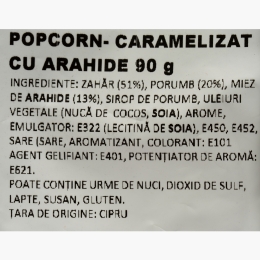 POPCORN- CARAMELIZAT
CU ARAHIDE 90 g
INGREDIENTE: ZAHĂR (51%), PORUMB (20%), MIEZ
DE ARAHIDE (13%), SIROP DE PORUMB, ULEIURI
VEGETALE (NUCĂ DE COCOS, SOIA), AROME,
EMULGATOR: E322 (LECITINĂ DE SOIA), E450, E452,
SARE (SARE, AROMATIZANT, COLORANT: E101
AGENT GELIFIANT: E401, POTENȚIATOR DE AROMĂ:
E621.
POATE CONȚINE URME DE NUCI, DIOXID DE SULF,
LAPTE, SUSAN, GLUTEN.
ȚARA DE ORIGINE: CIPRU